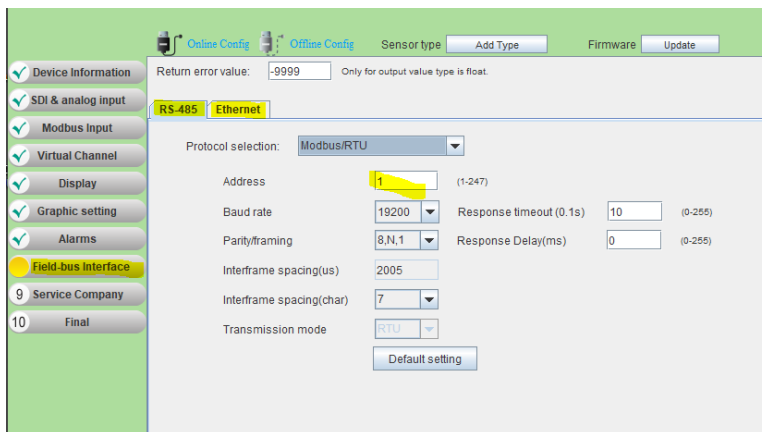 Online Config Offline Config Sensor type Add Type Firmware Update
Device Information
SDI & analog input
Modbus Input
Virtual Channel
Display
Graphic setting
Alarms
Field-bus Interface
9 Service Company
10 Final
Return error value: -9999 Only for output value type is float.
RS-485 Ethernet
Protocol selection: Modbus/RTU
Address 1 (1-247)
Baud rate 19200 Response timeout (0.1s) 10 (0-255)
Parity/framing 8,N,1 Response Delay(ms) 0 (0-255)
Interframe spacing(us) 2005
Interframe spacing(char) 7
Transmission mode RTU
Default setting